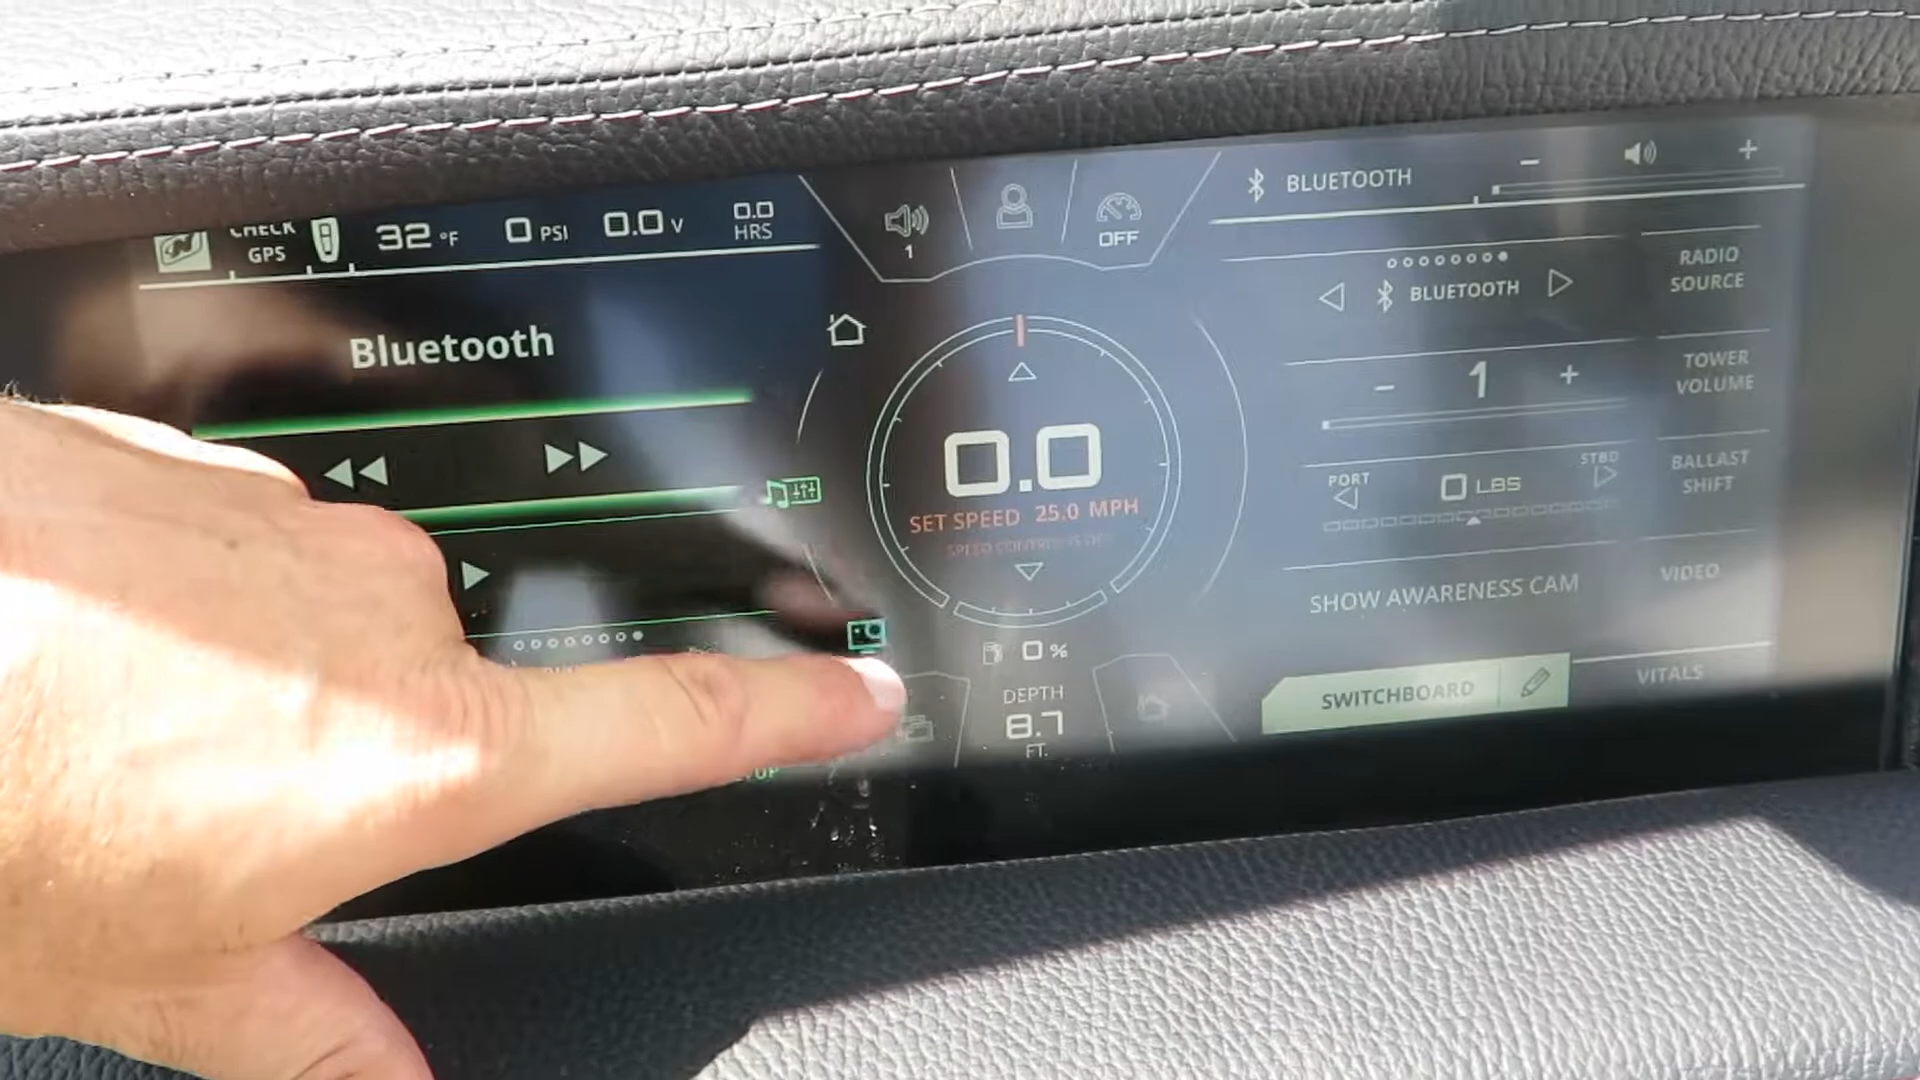 CHECK
GPS
32 °F
0 PSI
0.0 V
0.0
HRS
1
OFF
BLUETOOTH
− +
Bluetooth
BLUETOOTH
RADIO
SOURCE
− 1 +
TOWER
VOLUME
0.0
SET SPEED 25.0 MPH
SPEED CONTROL IS OFF
PORT
0 LBS
STBD
BALLAST
SHIFT
SHOW AWARENESS CAM
VIDEO
0 %
DEPTH
8.7
FT.
SWITCHBOARD
VITALS